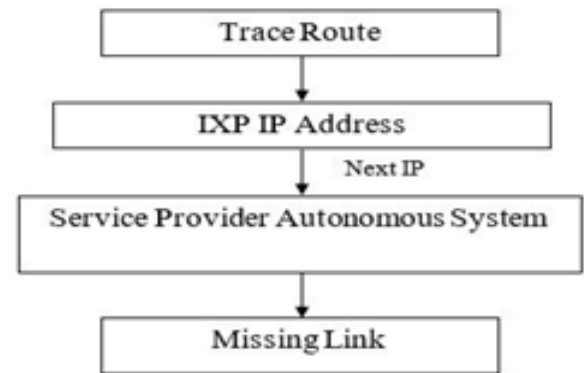 Trace Route
IXP IP Address
Next IP
Service Provider Autonomous System
Missing Link